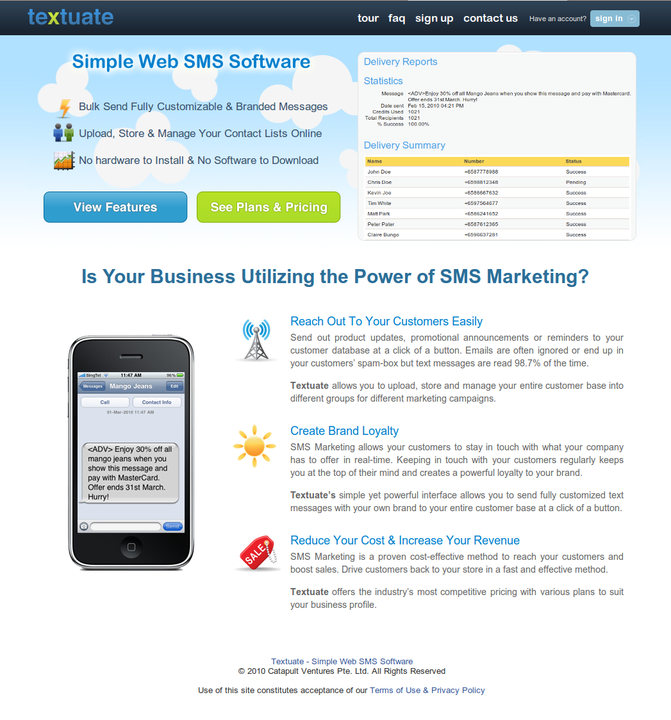 textuate
tour faq sign up contact us Have an account? sign in
Simple Web SMS Software
Bulk Send Fully Customizable & Branded Messages
Upload, Store & Manage Your Contact Lists Online
No hardware to Install & No Software to Download
View Features
See Plans & Pricing
Delivery Reports
Statistics
Message <ADV>Enjoy 30% off all Mango Jeans when you show this message and pay with Mastercard.
Offer ends 31st March. Hurry!
Date sent Feb 15, 2010 04:21 PM
Credits Used 1021
Total Recipients 1021
% Success 100.00%
Delivery Summary
Name Number Status
John Doe +6587778988 Success
Chris Doe +6598812348 Pending
Kevin Joo +6586667632 Success
Tim White +6597564677 Success
Matt Park +6586241652 Success
Peter Pater +6587612365 Success
Claire Bungo +6598637281 Success
Is Your Business Utilizing the Power of SMS Marketing?
SingTel 11:47 AM 96%
Messages Mango Jeans Edit
Call Contact Info
01-Mar-2010 11:47 AM
<ADV> Enjoy 30% off all
mango jeans when you
show this message and
pay with MasterCard.
Offer ends 31st March.
Hurry!
Send
Reach Out To Your Customers Easily
Send out product updates, promotional announcements or reminders to your
customer database at a click of a button. Emails are often ignored or end up in
your customers' spam-box but text messages are read 98.7% of the time.
Textuate allows you to upload, store and manage your entire customer base into
different groups for different marketing campaigns.
Create Brand Loyalty
SMS Marketing allows your customers to stay in touch with what your company
has to offer in real-time. Keeping in touch with your customers regularly keeps
you at the top of their mind and creates a powerful loyalty to your brand.
Textuate's simple yet powerful interface allows you to send fully customized text
messages with your own brand to your entire customer base at a click of a button.
SALE
Reduce Your Cost & Increase Your Revenue
SMS Marketing is a proven cost-effective method to reach your customers and
boost sales. Drive customers back to your store in a fast and effective method.
Textuate offers the industry's most competitive pricing with various plans to suit
your business profile.
Textuate - Simple Web SMS Software
© 2010 Catapult Ventures Pte. Ltd. All Rights Reserved
Use of this site constitutes acceptance of our Terms of Use & Privacy Policy